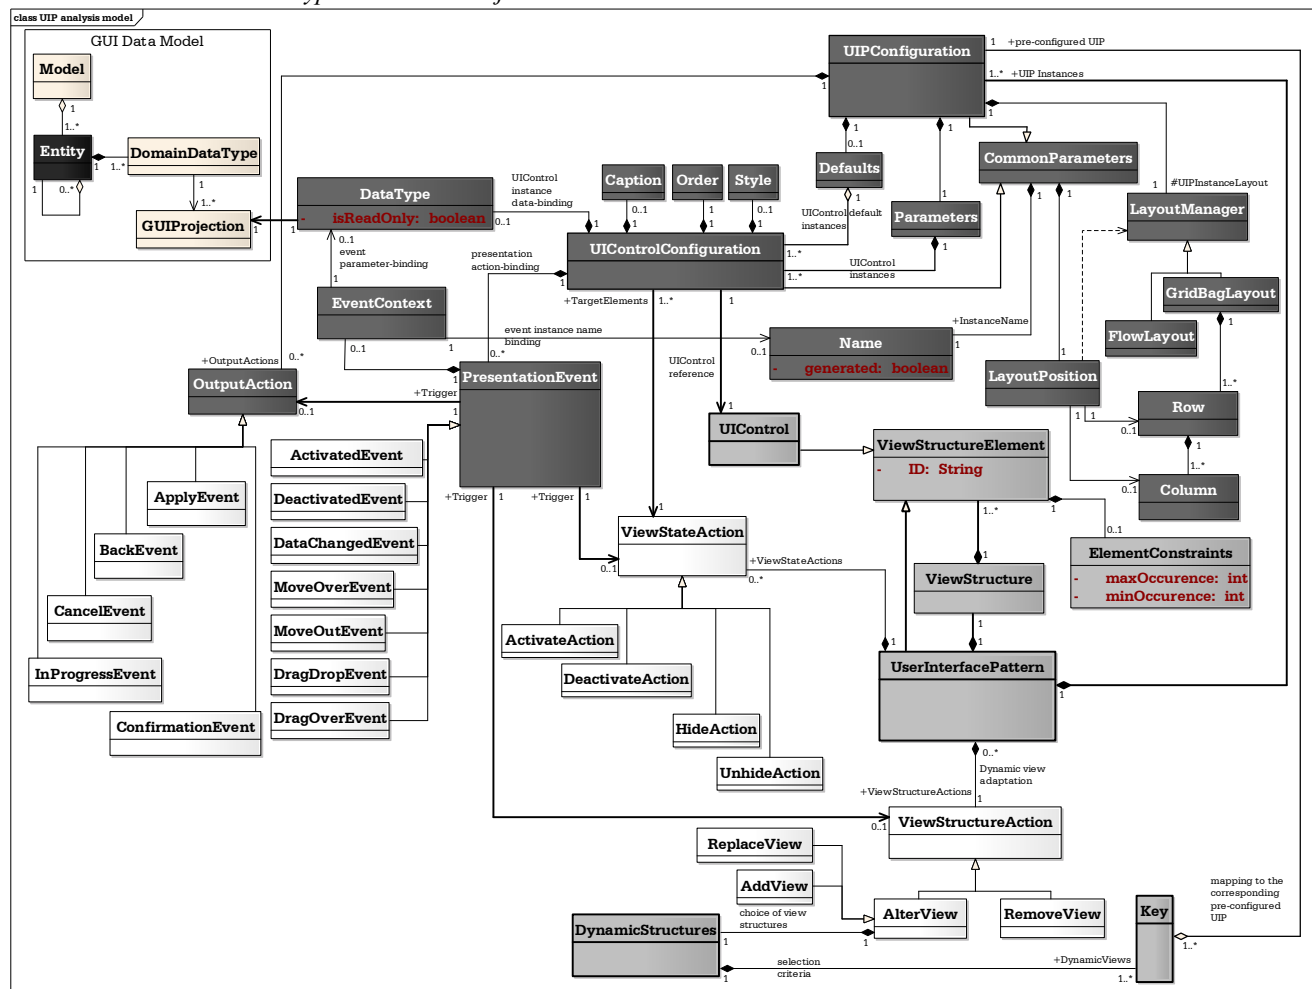 class UIP analysis model
GUI Data Model
Model
1
1..*
Entity
1
1..*
1
0..*
DomainDataType
1
1..*
GUIProjection
1
1
DataType
- isReadOnly: boolean
0..1
UIControl
instance
data-binding
0..1
event
parameter-binding
1
EventContext
0..1
1
presentation
action-binding
event instance name
binding
Caption
0..1
Order
1
Style
0..1
UIControlConfiguration
1
+TargetElements
1..*
1
UIControl
reference
1
UIPConfiguration
1
+pre-configured UIP
1..*
+UIP Instances
1
1
1
0..1
1
1
1
Defaults
UIControl default
instances
1..*
Parameters
UIControl
instances
1..*
CommonParameters
#UIPInstanceLayout
1
LayoutManager
GridBagLayout
1
FlowLayout
+InstanceName
1
Name
- generated: boolean
0..1
1
LayoutPosition
1
1
1..*
0..1
Row
1
1..*
0..1
Column
+OutputActions
0..*
OutputAction
0..1
+Trigger
1
1
0..*
PresentationEvent
+Trigger
1
+Trigger
1
ActivatedEvent
DeactivatedEvent
DataChangedEvent
MoveOverEvent
MoveOutEvent
DragDropEvent
DragOverEvent
ApplyEvent
BackEvent
CancelEvent
InProgressEvent
ConfirmationEvent
UIControl
ViewStructureElement
- ID: String
1..*
1
0..1
ElementConstraints
- maxOccurence: int
- minOccurence: int
1
ViewStateAction
0..1
+ViewStateActions
0..*
ActivateAction
DeactivateAction
HideAction
UnhideAction
1
ViewStructure
1
1
1
UserInterfacePattern
1
0..*
Dynamic view
adaptation
+ViewStructureActions
1
0..1
ViewStructureAction
ReplaceView
AddView
AlterView
RemoveView
choice of view
structures
1
1
DynamicStructures
1
selection
criteria
+DynamicViews
1..*
Key
1..*
mapping to the
corresponding
pre-configured
UIP